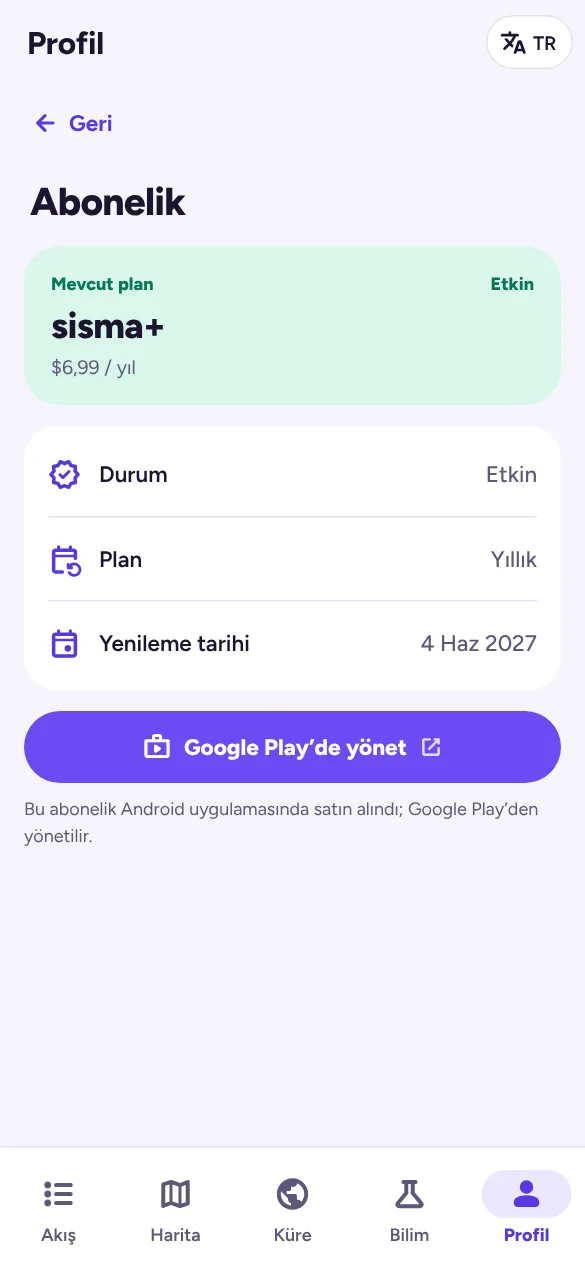 Profil
TR
Geri
Abonelik
Mevcut plan
Etkin
sisma+
$6,99 / yıl
Durum
Etkin
Plan
Yıllık
Yenileme tarihi
4 Haz 2027
Google Play’de yönet
Bu abonelik Android uygulamasında satın alındı; Google Play’den
yönetilir.
Akış
Harita
Küre
Bilim
Profil